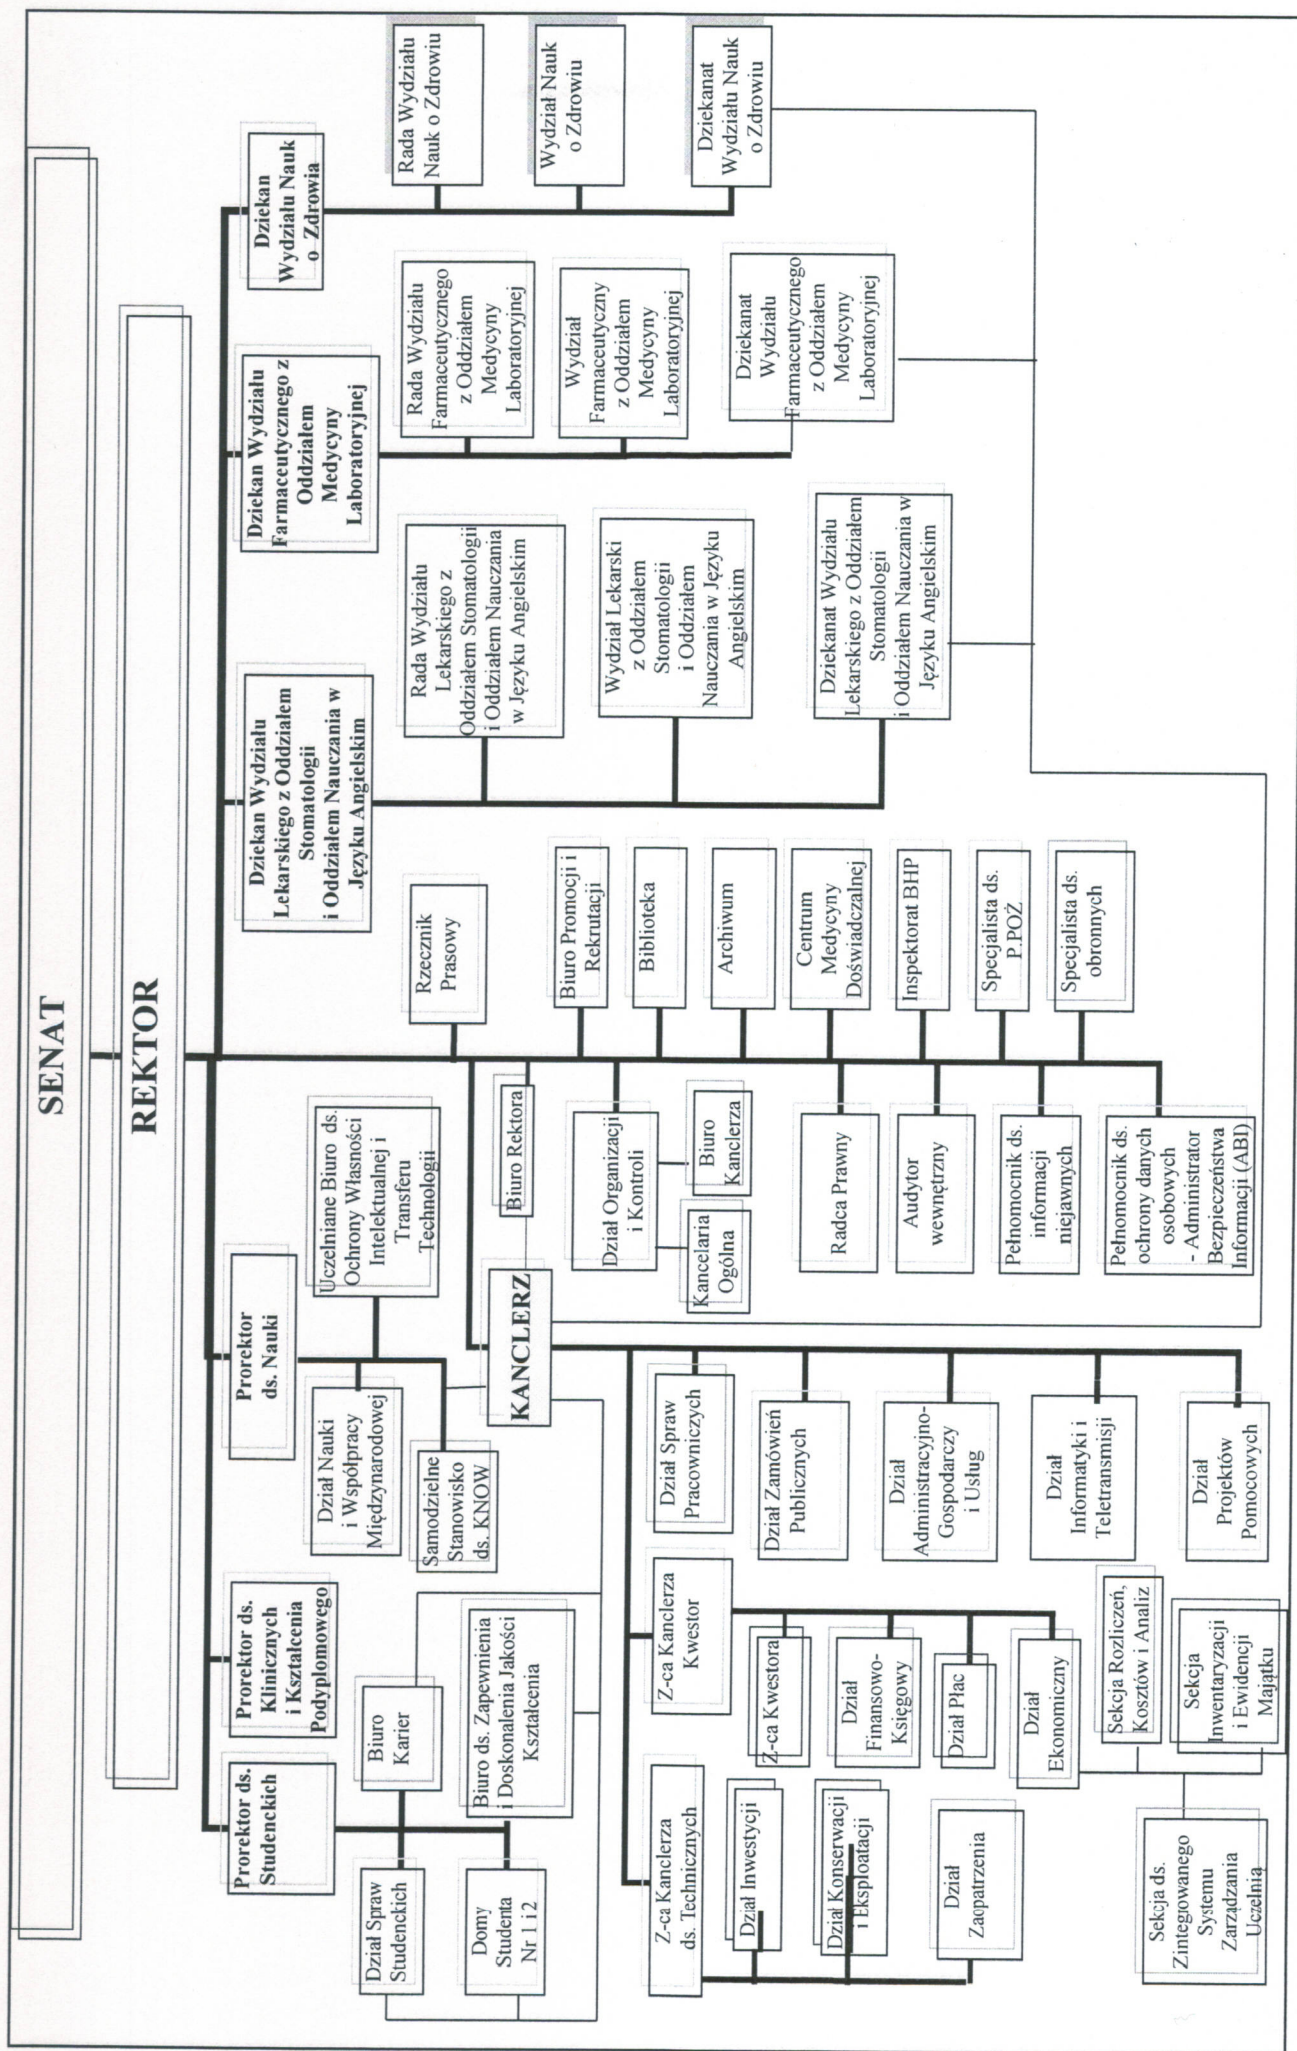 SENAT
REKTOR
Prorektor ds.
Studenckich
Prorektor ds.
Klinicznych
i Kształcenia
Podyplomowego
Prorektor
ds. Nauki
Dziekan Wydziału
Lekarskiego z Oddziałem
Stomatologii
i Oddziałem Nauczania w
Języku Angielskim
Dziekan Wydziału
Farmaceutycznego z
Oddziałem
Medycyny
Laboratoryjnej
Dziekan
Wydziału Nauk
o Zdrowia
Dział Spraw
Studenckich
Biuro
Karier
Domy
Studenta
Nr 1 i 2
Biuro ds. Zapewnienia
i Doskonalenia Jakości
Kształcenia
Dział Nauki
i Współpracy
Międzynarodowej
Uczelniane Biuro ds.
Ochrony Własności
Intelektualnej i
Transferu
Technologii
Samodzielne
Stanowisko
ds. KNOW
Rzecznik
Prasowy
Rada Wydziału
Lekarskiego z
Oddziałem Stomatologii
i Oddziałem Nauczania
w Języku Angielskim
Rada Wydziału
Farmaceutycznego
z Oddziałem
Medycyny
Laboratoryjnej
Rada Wydziału
Nauk o Zdrowiu
KANCLERZ
Biuro Rektora
Biuro Promocji i
Rekrutacji
Wydział Lekarski
z Oddziałem
Stomatologii
i Oddziałem
Nauczania w Języku
Angielskim
Wydział
Farmaceutyczny
z Oddziałem
Medycyny
Laboratoryjnej
Wydział Nauk
o Zdrowiu
Dział Organizacji
i Kontroli
Biblioteka
Kancelaria
Ogólna
Biuro
Kanclerza
Archiwum
Dziekanat Wydziału
Lekarskiego z Oddziałem
Stomatologii
i Oddziałem Nauczania w
Języku Angielskim
Dziekanat
Wydziału
Farmaceutycznego
z Oddziałem
Medycyny
Laboratoryjnej
Dziekanat
Wydziału Nauk
o Zdrowiu
Z-ca Kanclerza
ds. Technicznych
Z-ca Kanclerza
Kwestor
Dział Spraw
Pracowniczych
Radca Prawny
Centrum
Medycyny
Doświadczalnej
Dział Inwestycji
Z-ca Kwestora
Dział Zamówień
Publicznych
Audytor
wewnętrzny
Inspektorat BHP
Dział Konserwacji
i Eksploatacji
Dział
Finansowo-
Księgowy
Dział
Administracyjno-
Gospodarczy
i Usług
Pełnomocnik ds.
informacji
niejawnych
Specjalista ds.
P.POŻ
Dział
Zaopatrzenia
Dział Płac
Dział
Ekonomiczny
Dział
Informatyki i
Teletransmisji
Pełnomocnik ds.
ochrony danych
osobowych
- Administrator
Bezpieczeństwa
Informacji (ABI)
Specjalista ds.
obronnych
Sekcja ds.
Zintegrowanego
Systemu
Zarządzania
Uczelnią
Sekcja Rozliczeń,
Kosztów i Analiz
Sekcja
Inwentaryzacji
i Ewidencji
Majątku
Dział
Projektów
Pomocowych